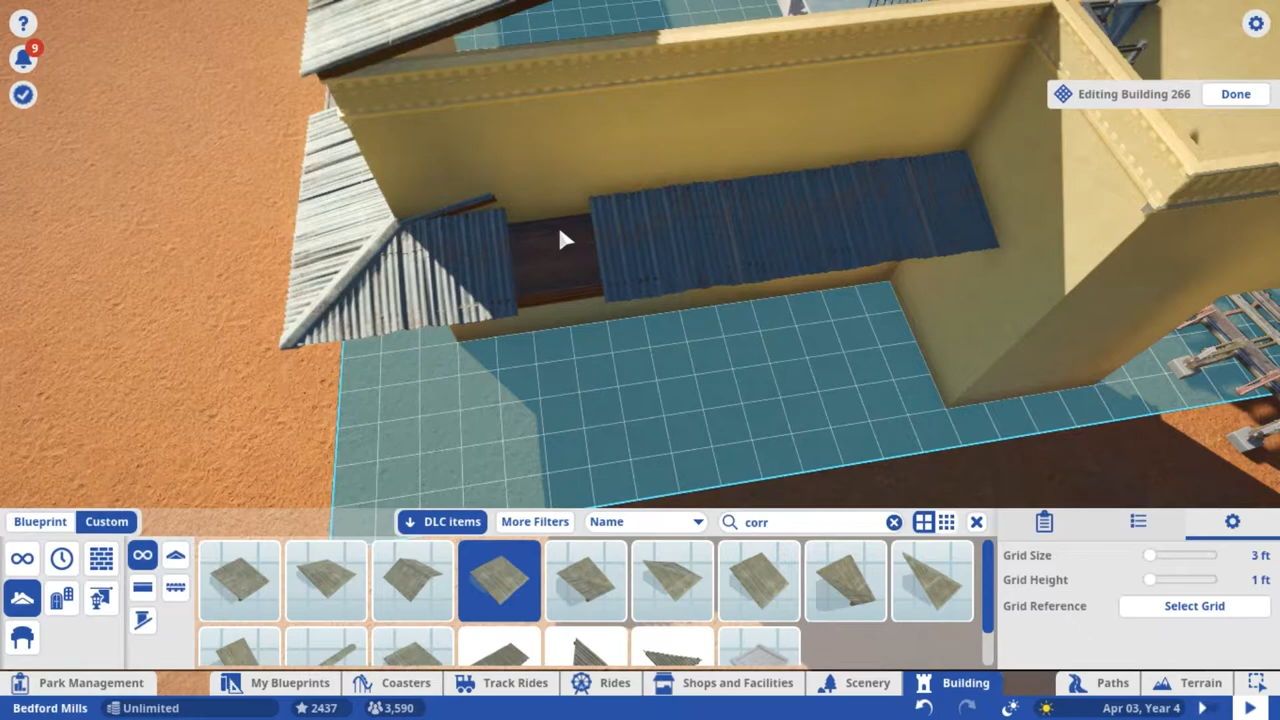 ?
9
Editing Building 266
Done
Blueprint
Custom
DLC items
More Filters
Name
corr
Grid Size
3 ft
Grid Height
1 ft
Grid Reference
Select Grid
Park Management
My Blueprints
Coasters
Track Rides
Rides
Shops and Facilities
Scenery
Building
Paths
Terrain
Bedford Mills
Unlimited
2437
3,590
Apr 03, Year 4